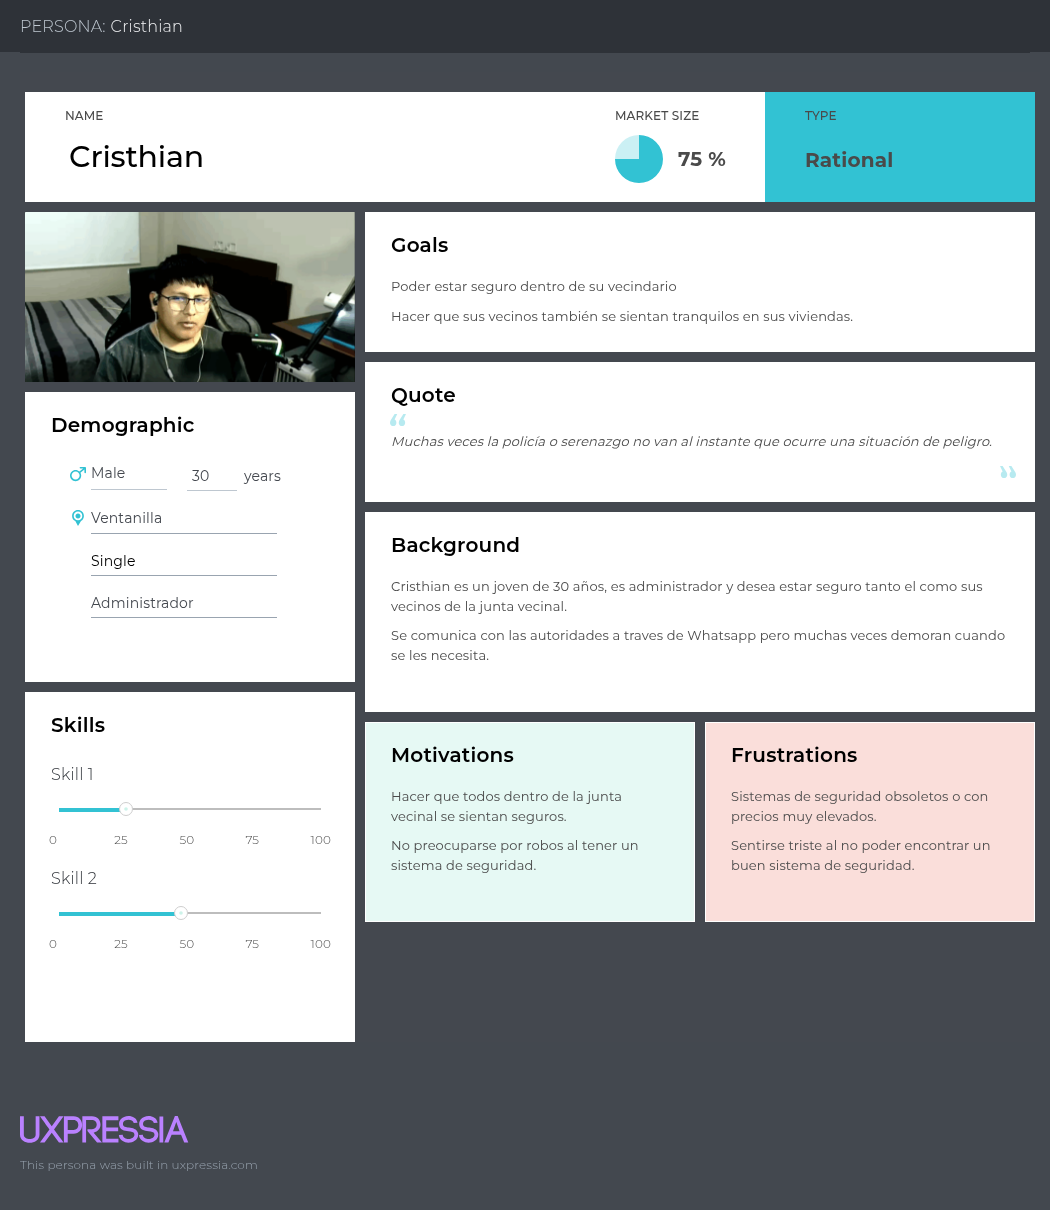 PERSONA: Cristhian
NAME
Cristhian
MARKET SIZE
75 %
TYPE
Rational
Demographic
Male
30 years
Ventanilla
Single
Administrador
Skills
Skill 1
0 25 50 75 100
Skill 2
0 25 50 75 100
Goals
Poder estar seguro dentro de su vecindario
Hacer que sus vecinos también se sientan tranquilos en sus viviendas.
Quote
“
Muchas veces la policía o serenazgo no van al instante que ocurre una situación de peligro.
”
Background
Cristhian es un joven de 30 años, es administrador y desea estar seguro tanto el como sus
vecinos de la junta vecinal.
Se comunica con las autoridades a traves de Whatsapp pero muchas veces demoran cuando
se les necesita.
Motivations
Hacer que todos dentro de la junta
vecinal se sientan seguros.
No preocuparse por robos al tener un
sistema de seguridad.
Frustrations
Sistemas de seguridad obsoletos o con
precios muy elevados.
Sentirse triste al no poder encontrar un
buen sistema de seguridad.
UXPRESSIA
This persona was built in uxpressia.com